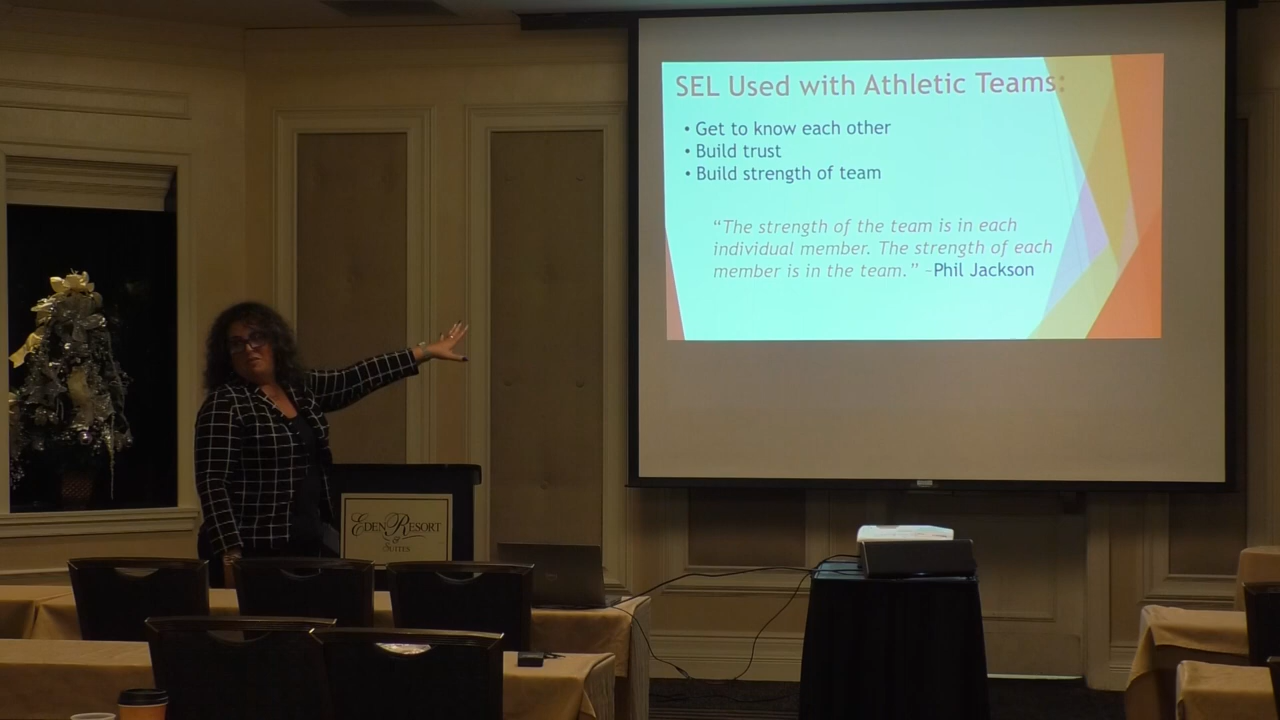 SEL Used with Athletic Teams:
• Get to know each other
• Build trust
• Build strength of team
“The strength of the team is in each
individual member. The strength of each
member is in the team.” –Phil Jackson
EDEN RESORT
&
SUITES